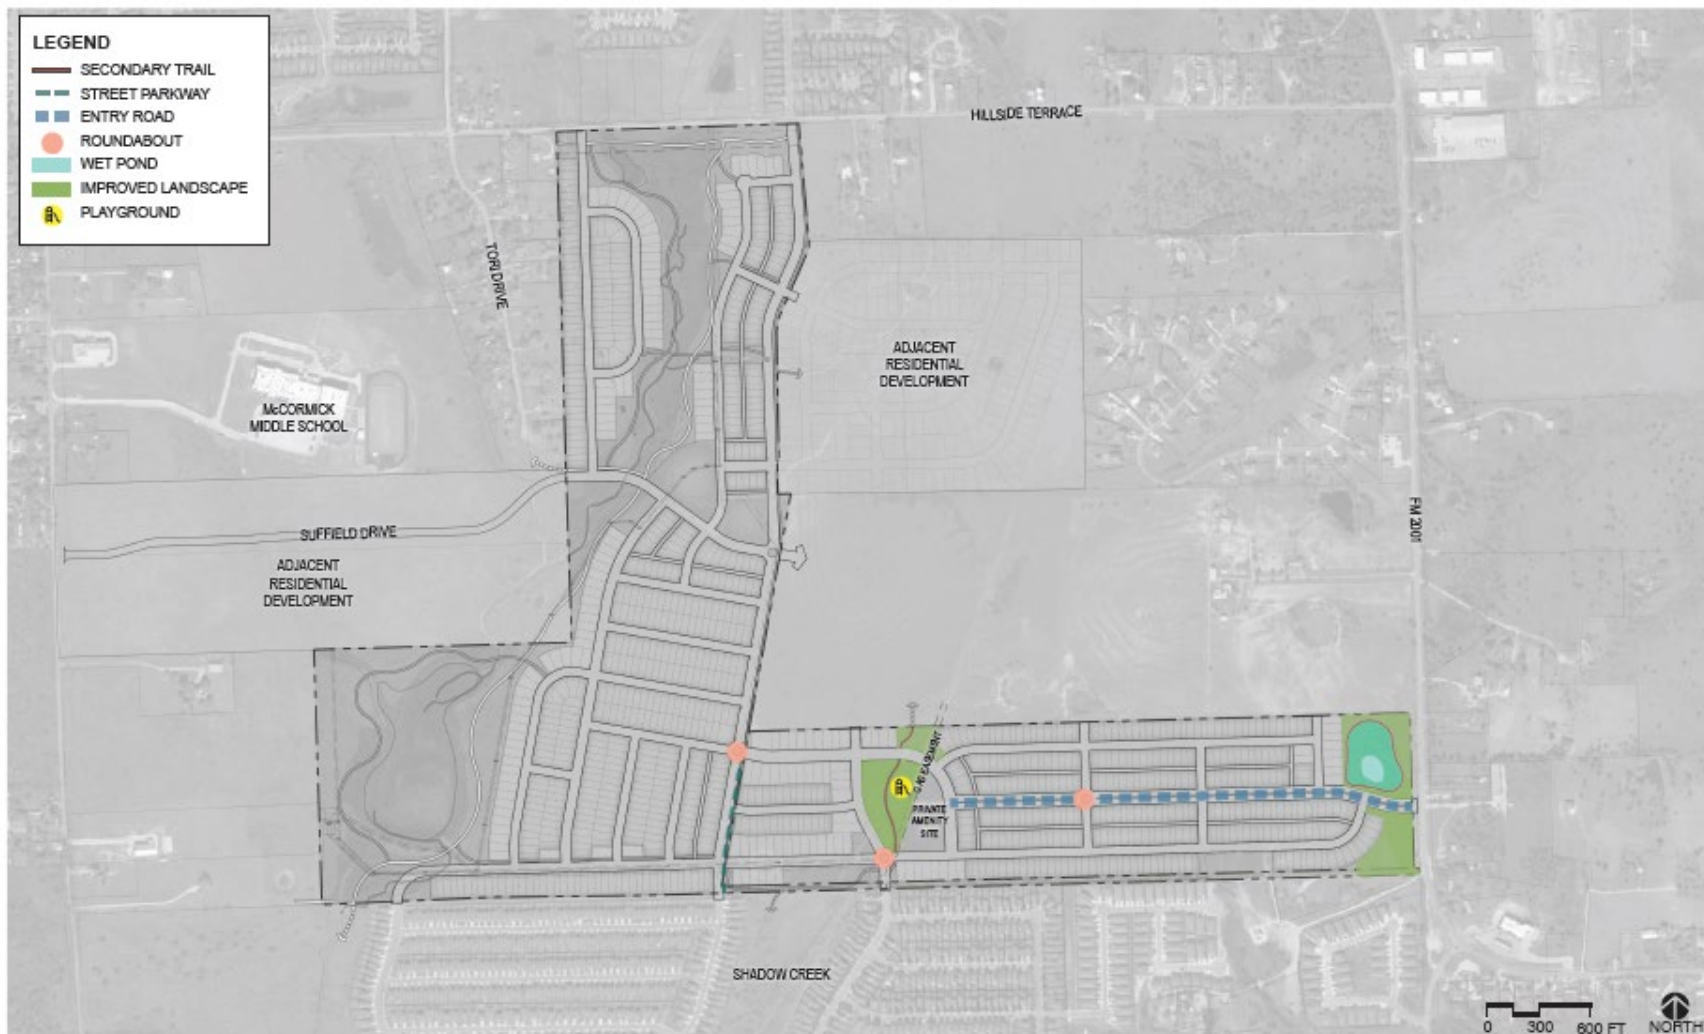 LEGEND
SECONDARY TRAIL
STREET PARKWAY
ENTRY ROAD
ROUNDABOUT
WET POND
IMPROVED LANDSCAPE
PLAYGROUND
HILLSIDE TERRACE
TORI DRIVE
ADJACENT
RESIDENTIAL
DEVELOPMENT
McCORMICK
MIDDLE SCHOOL
FM 2001
SUFFIELD DRIVE
ADJACENT
RESIDENTIAL
DEVELOPMENT
GAS EASEMENT
PRIVATE
AMENITY
SITE
SHADOW CREEK
0 300 600 FT
NORTH